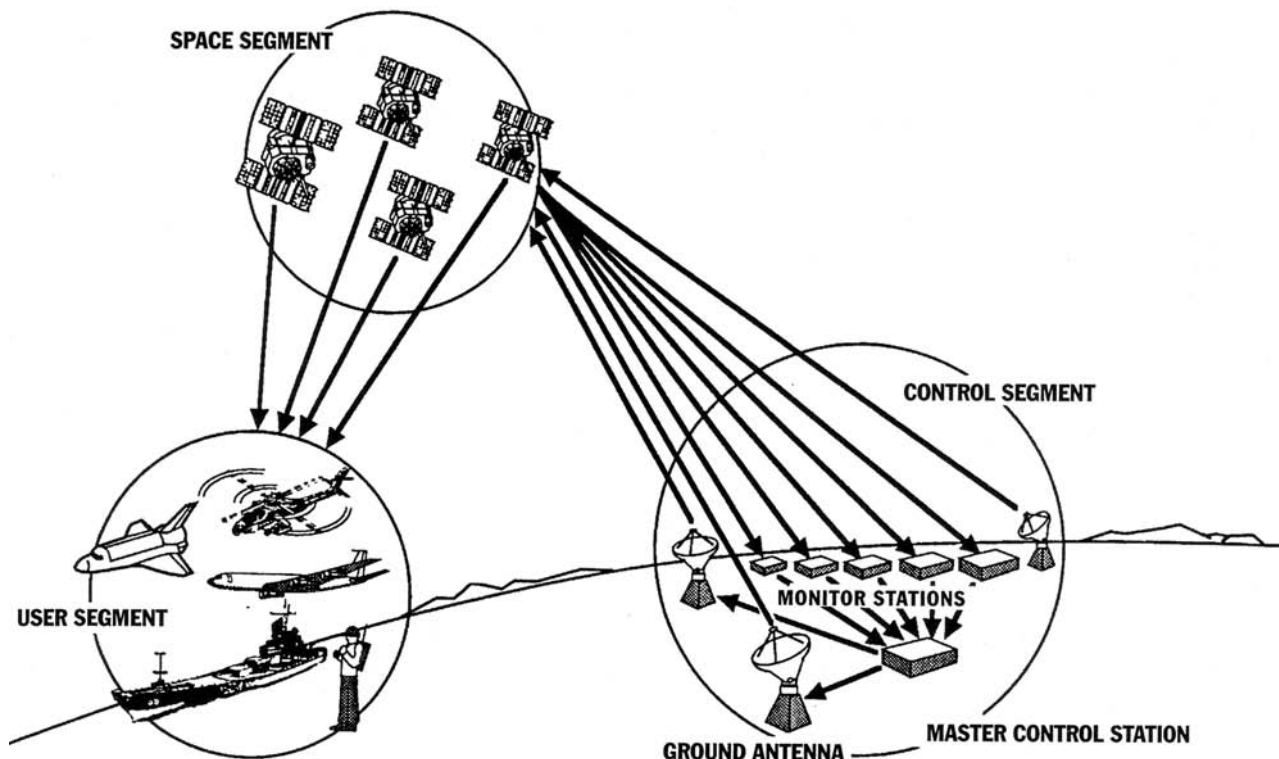 SPACE SEGMENT
CONTROL SEGMENT
USER SEGMENT
MONITOR STATIONS
MASTER CONTROL STATION
GROUND ANTENNA